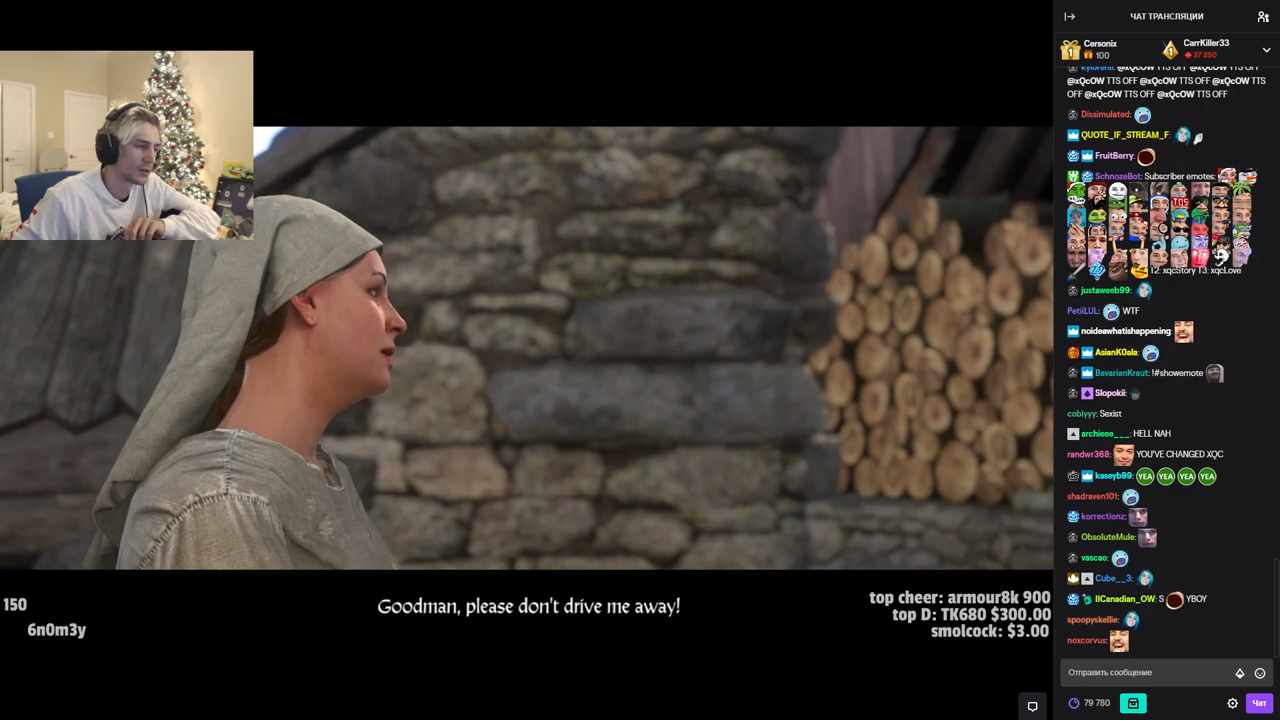 ЧАТ ТРАНСЛЯЦИИ
Cersonix
100
CarrKiller33
37 250
@xQcOW TTS OFF @xQcOW TTS OFF @xQcOW TTS
OFF @xQcOW TTS OFF @xQcOW TTS OFF
Dissimulated:
QUOTE_IF_STREAM_F:
FruitBerry:
SchnozeBot: Subscriber emotes:
T2: xqcStory T3: xqcLove
justaweeb99:
PetiiLUL: WTF
noideawhatishappening:
AsianK0ala:
BavarianKraut: !#showemote
Slopokii:
cobiyyy: Sexist
archieee___: HELL NAH
randwr368: YOU'VE CHANGED XQC
kaseyb99: YEA YEA YEA YEA
shadraven101:
korrectionz:
ObsoluteMule:
vascao:
Cube__3:
IICanadian_OW: S YBOY
spoopyskellie:
noxcorvus:
Отправить сообщение
79 780
Чат
Goodman, please don't drive me away!
150
6n0m3y
top cheer: armour8k 900
top D: TK680 $300.00
smolcock: $3.00